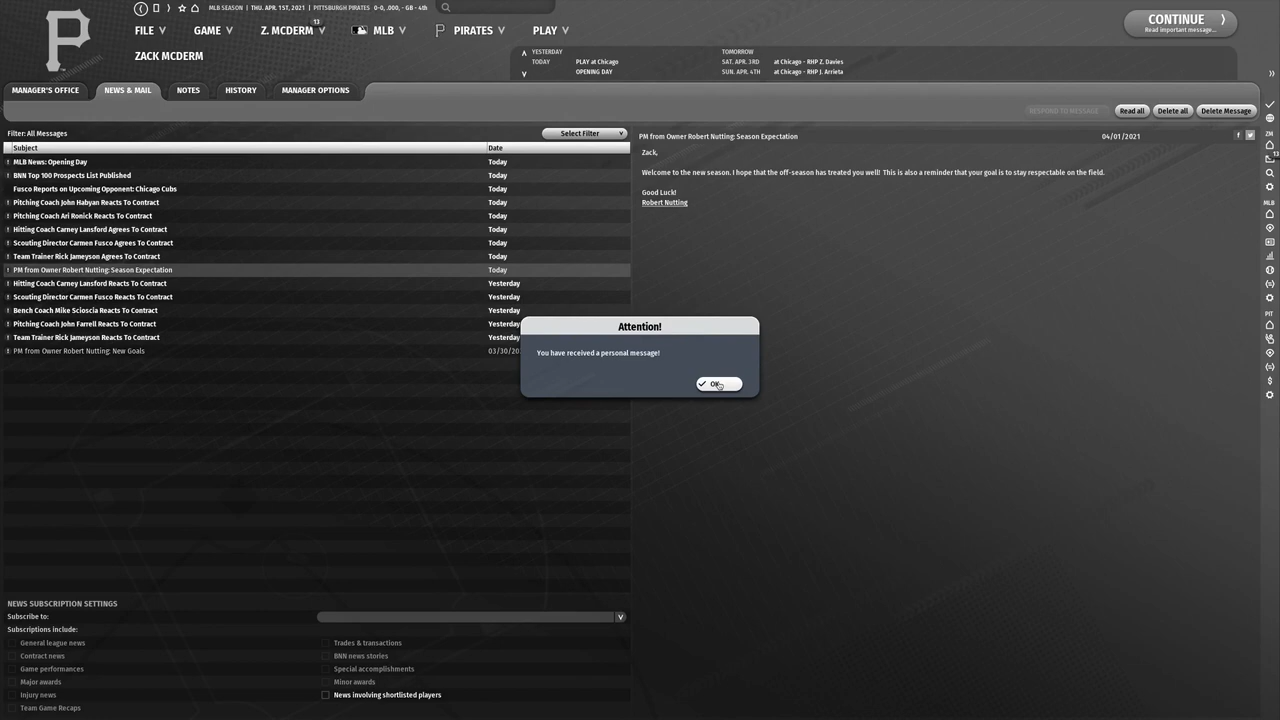 MLB SEASON | THU. APR. 1ST, 2021 | PITTSBURGH PIRATES 0-0, .000, - GB - 4th
13
FILE GAME Z. MCDERM MLB PIRATES PLAY
CONTINUE
Read important message...
P
ZACK MCDERM
YESTERDAY
TODAY PLAY at Chicago
OPENING DAY
TOMORROW
SAT. APR. 3RD at Chicago - RHP Z. Davies
SUN. APR. 4TH at Chicago - RHP J. Arrieta
MANAGER'S OFFICE NEWS & MAIL NOTES HISTORY MANAGER OPTIONS
RESPOND TO MESSAGE Read all Delete all Delete Message
Filter: All Messages Select Filter
Subject Date
MLB News: Opening Day Today
BNN Top 100 Prospects List Published Today
Fusco Reports on Upcoming Opponent: Chicago Cubs Today
Pitching Coach John Habyan Reacts To Contract Today
Pitching Coach Ari Ronick Reacts To Contract Today
Hitting Coach Carney Lansford Agrees To Contract Today
Scouting Director Carmen Fusco Agrees To Contract Today
Team Trainer Rick Jameyson Agrees To Contract Today
PM from Owner Robert Nutting: Season Expectation Today
Hitting Coach Carney Lansford Reacts To Contract Yesterday
Scouting Director Carmen Fusco Reacts To Contract Yesterday
Bench Coach Mike Scioscia Reacts To Contract Yesterday
Pitching Coach John Farrell Reacts To Contract Yesterday
Team Trainer Rick Jameyson Reacts To Contract Yesterday
PM from Owner Robert Nutting: New Goals 03/30/20
PM from Owner Robert Nutting: Season Expectation 04/01/2021
Zack,
Welcome to the new season. I hope that the off-season has treated you well! This is also a reminder that your goal is to stay respectable on the field.
Good Luck!
Robert Nutting
Attention!
You have received a personal message!
OK
NEWS SUBSCRIPTION SETTINGS
Subscribe to:
Subscriptions include:
General league news Trades & transactions
Contract news BNN news stories
Game performances Special accomplishments
Major awards Minor awards
Injury news News involving shortlisted players
Team Game Recaps
ZM
13
MLB
PIT